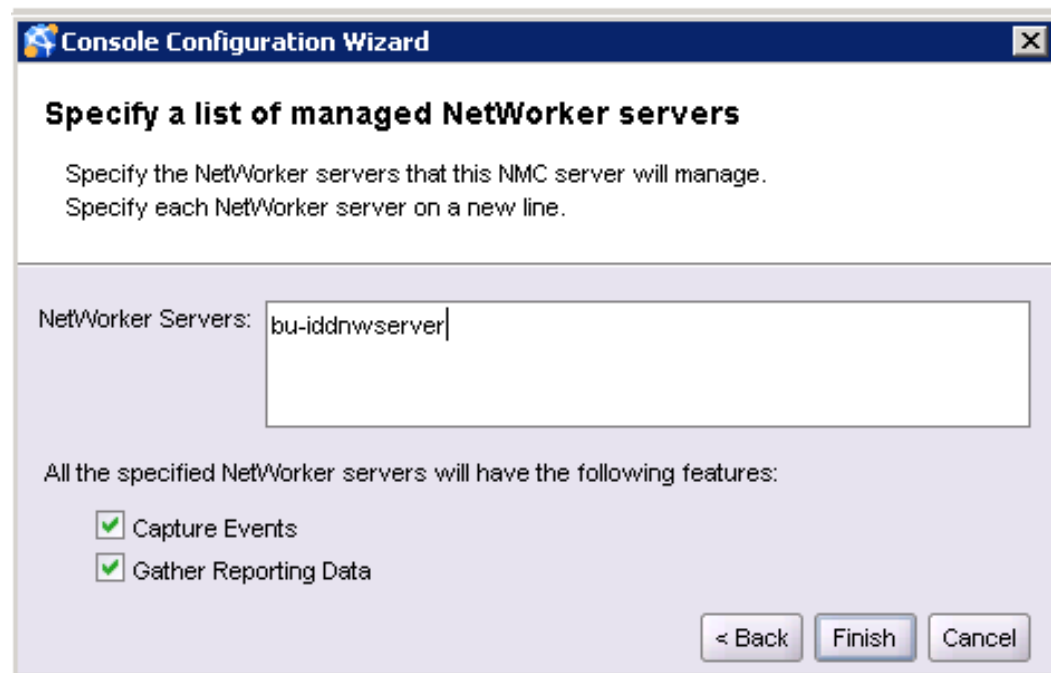 Console Configuration Wizard
Specify a list of managed NetWorker servers
Specify the NetWorker servers that this NMC server will manage.
Specify each NetWorker server on a new line.
NetWorker Servers: bu-iddnwserver
All the specified NetWorker servers will have the following features:
Capture Events
Gather Reporting Data
< Back Finish Cancel